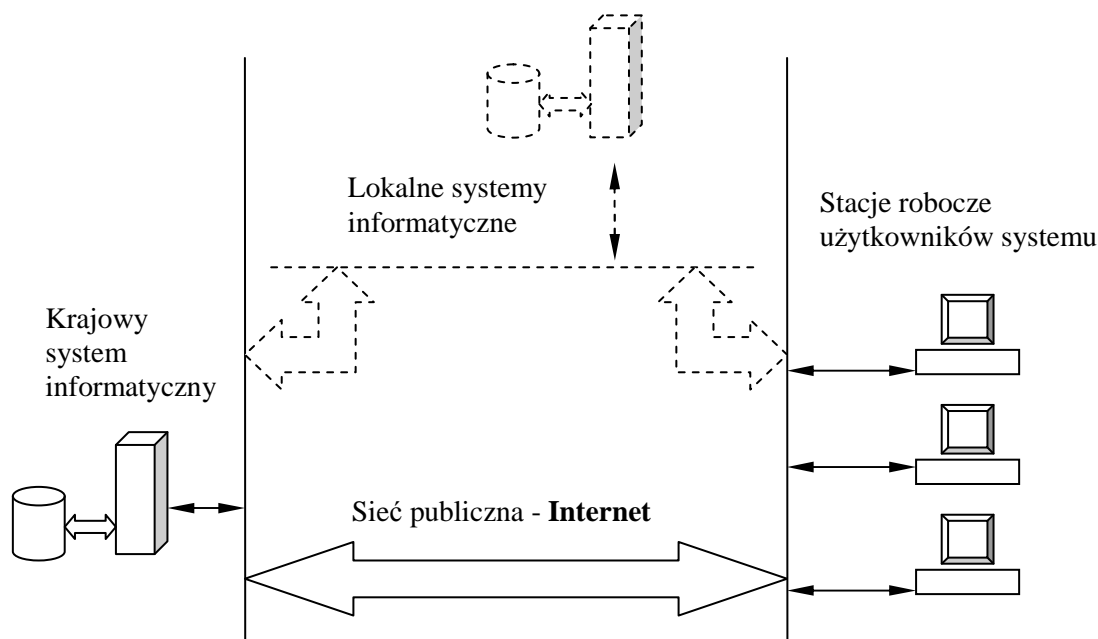 Lokalne systemy
informatyczne
Stacje robocze
użytkowników systemu
Krajowy
system
informatyczny
Sieć publiczna - Internet